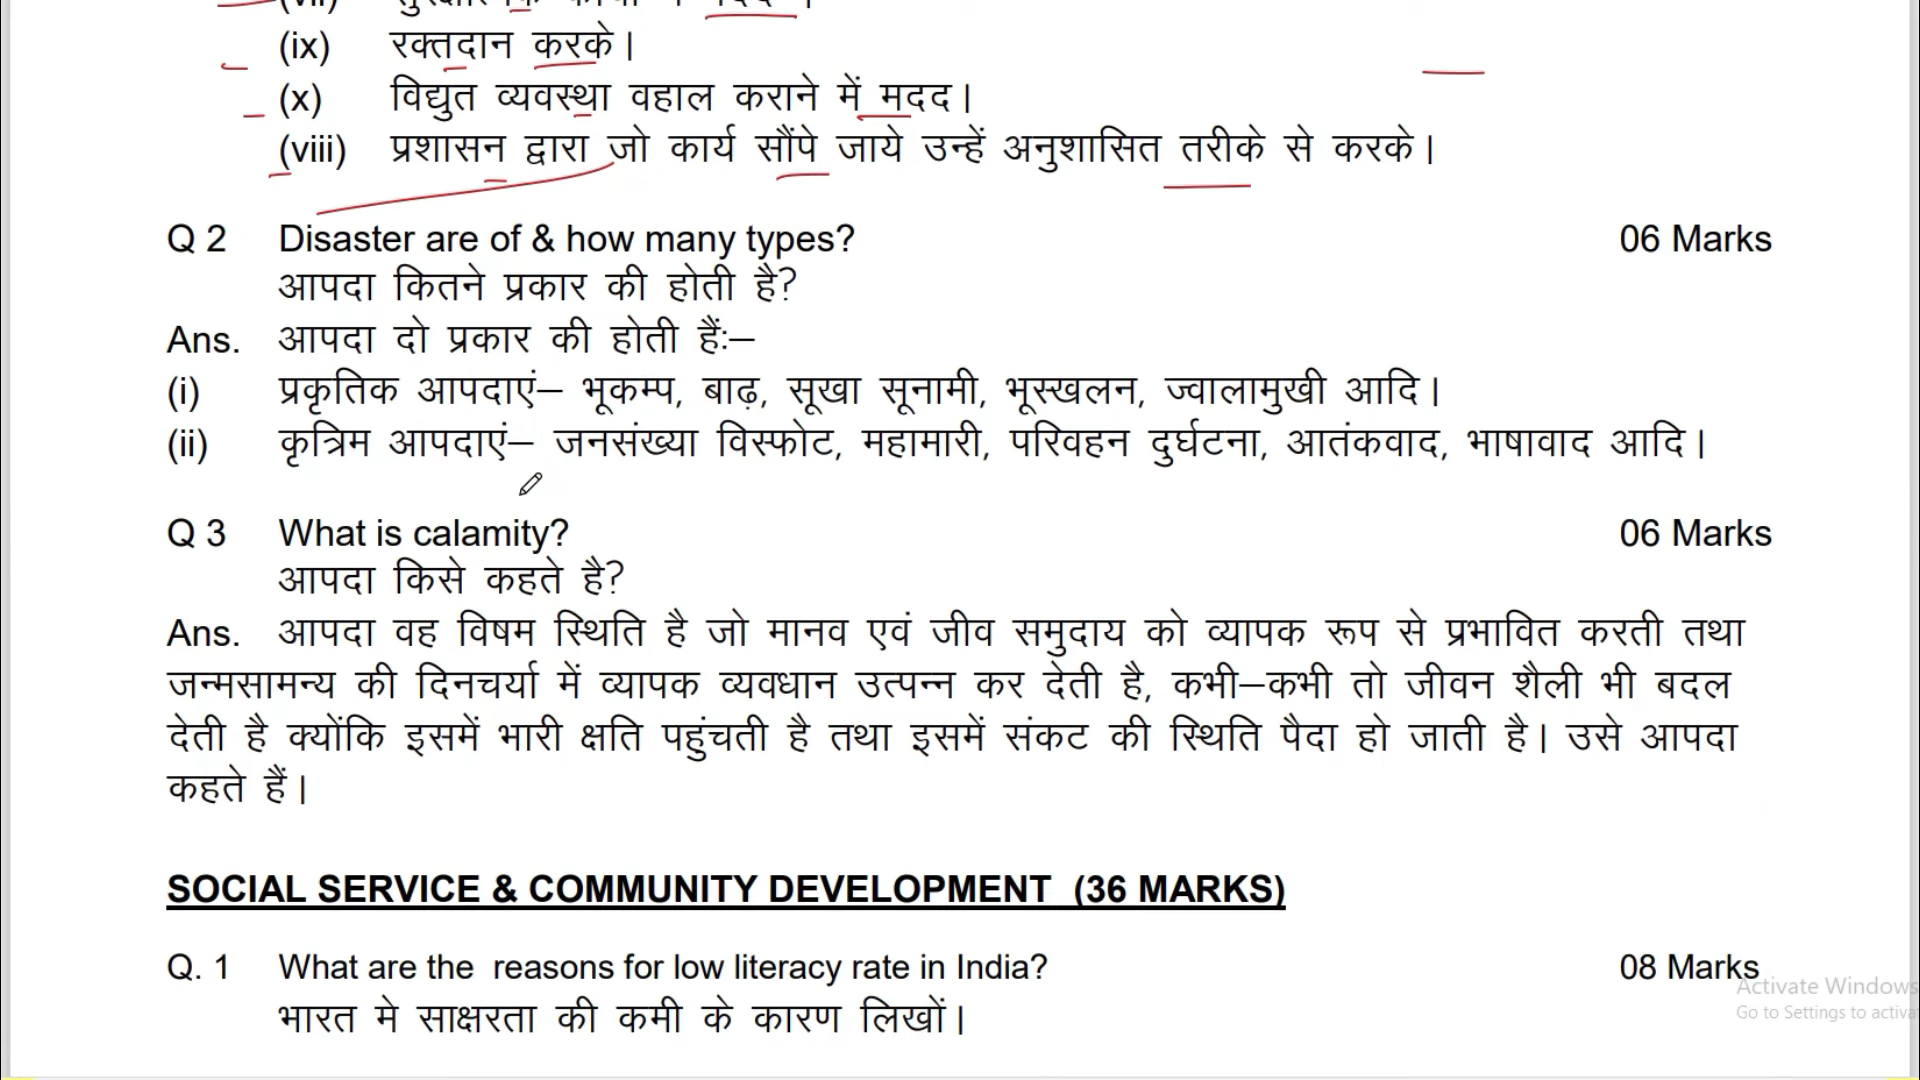 (ix) रक्तदान करके।
(x) विद्युत व्यवस्था वहाल कराने में मदद।
(viii) प्रशासन द्वारा जो कार्य सौंपे जाये उन्हें अनुशासित तरीके से करके।
Q 2 Disaster are of & how many types? 06 Marks
आपदा कितने प्रकार की होती है?
Ans. आपदा दो प्रकार की होती हैंः–
(i) प्रकृतिक आपदाएं– भूकम्प, बाढ़, सूखा सूनामी, भूस्खलन, ज्वालामुखी आदि।
(ii) कृत्रिम आपदाएं– जनसंख्या विस्फोट, महामारी, परिवहन दुर्घटना, आतंकवाद, भाषावाद आदि।
Q 3 What is calamity? 06 Marks
आपदा किसे कहते है?
Ans. आपदा वह विषम स्थिति है जो मानव एवं जीव समुदाय को व्यापक रूप से प्रभावित करती तथा
जन्मसामन्य की दिनचर्या में व्यापक व्यवधान उत्पन्न कर देती है, कभी–कभी तो जीवन शैली भी बदल
देती है क्योंकि इसमें भारी क्षति पहुंचती है तथा इसमें संकट की स्थिति पैदा हो जाती है। उसे आपदा
कहते हैं।
SOCIAL SERVICE & COMMUNITY DEVELOPMENT (36 MARKS)
Q. 1 What are the reasons for low literacy rate in India? 08 Marks
भारत मे साक्षरता की कमी के कारण लिखों।
Activate Windows
Go to Settings to activa